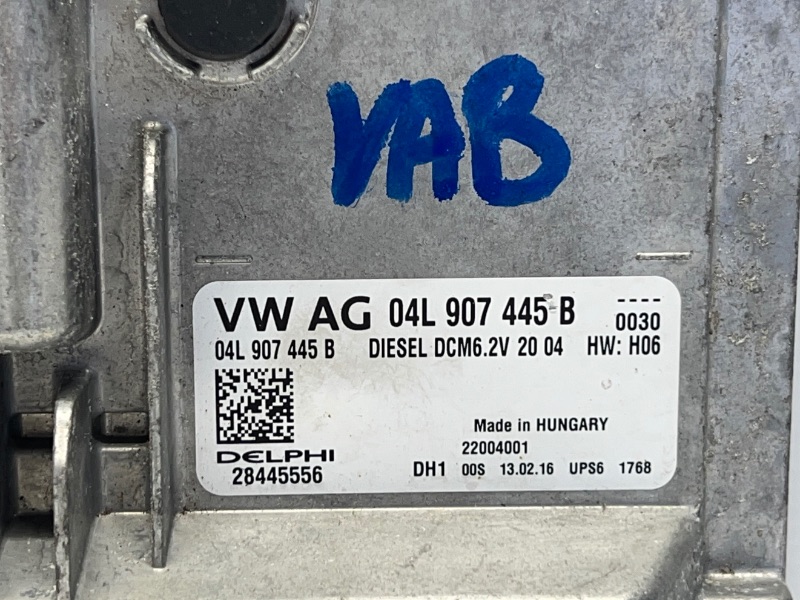 VAB
VW AG 04L 907 445 B ----
0030
04L 907 445 B DIESEL DCM6.2V 20 04 HW: H06
Made in HUNGARY
DELPHI 22004001
28445556 DH1 00S 13.02.16 UPS6 1768